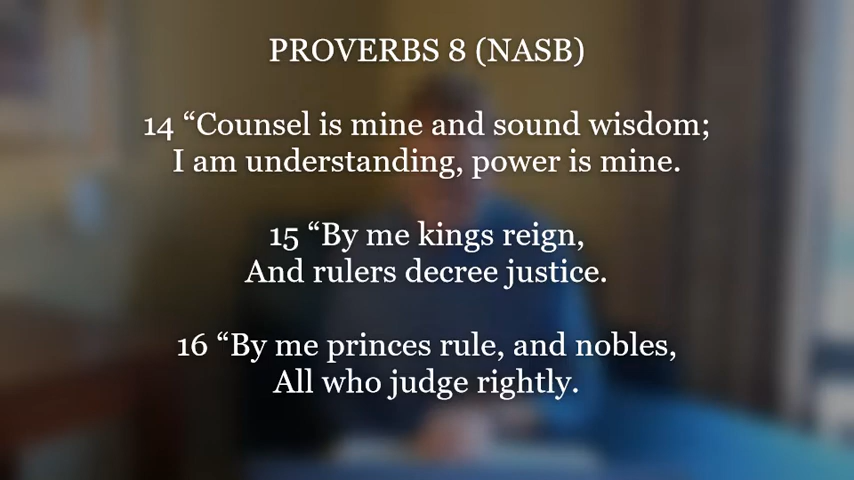 PROVERBS 8 (NASB)
14 “Counsel is mine and sound wisdom;
I am understanding, power is mine.
15 “By me kings reign,
And rulers decree justice.
16 “By me princes rule, and nobles,
All who judge rightly.